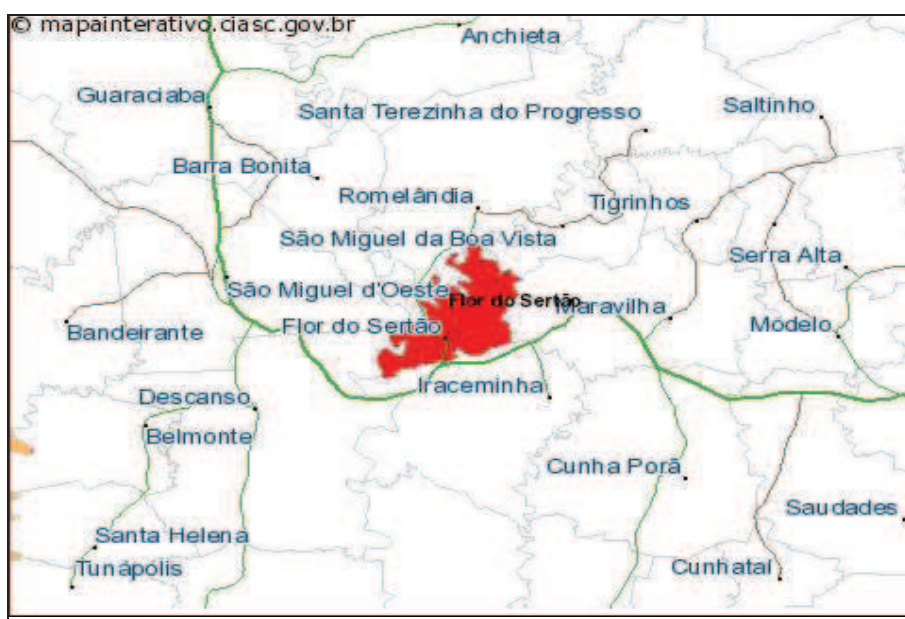 © mapainterativo.ciasc.gov.br
Anchieta
Guaraciaba
Santa Terezinha do Progresso
Saltinho
Barra Bonita
Romelândia
Tigrinhos
São Miguel da Boa Vista
Serra Alta
São Miguel d'Oeste
Flor do Sertão
Maravilha
Bandeirante
Flor do Sertão
Modelo
Iraceminha
Descanso
Belmonte
Cunha Porã
Saudades
Santa Helena
Tunápolis
Cunhataí